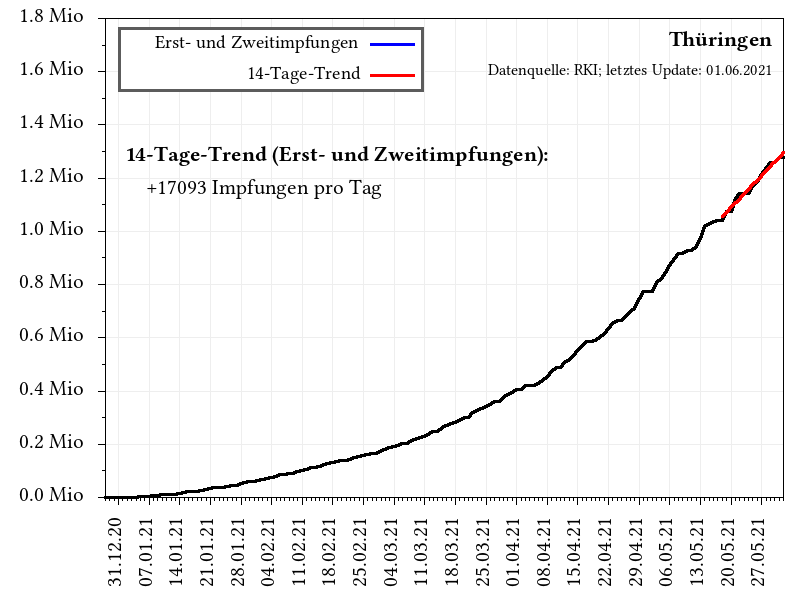 1.8 Mio
1.6 Mio
1.4 Mio
1.2 Mio
1.0 Mio
0.8 Mio
0.6 Mio
0.4 Mio
0.2 Mio
0.0 Mio
Erst- und Zweitimpfungen
14-Tage-Trend
Thüringen
Datenquelle: RKI; letztes Update: 01.06.2021
14-Tage-Trend (Erst- und Zweitimpfungen):
+17093 Impfungen pro Tag
31.12.20
07.01.21
14.01.21
21.01.21
28.01.21
04.02.21
11.02.21
18.02.21
25.02.21
04.03.21
11.03.21
18.03.21
25.03.21
01.04.21
08.04.21
15.04.21
22.04.21
29.04.21
06.05.21
13.05.21
20.05.21
27.05.21